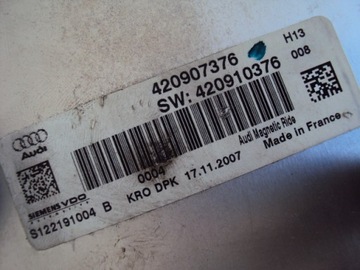 420907376
H13
SW: 420910376
008
Audi
0004
Audi Magnetic Ride
SIEMENS VDO
KRO DPK 17.11.2007
Made in France
S122191004 B